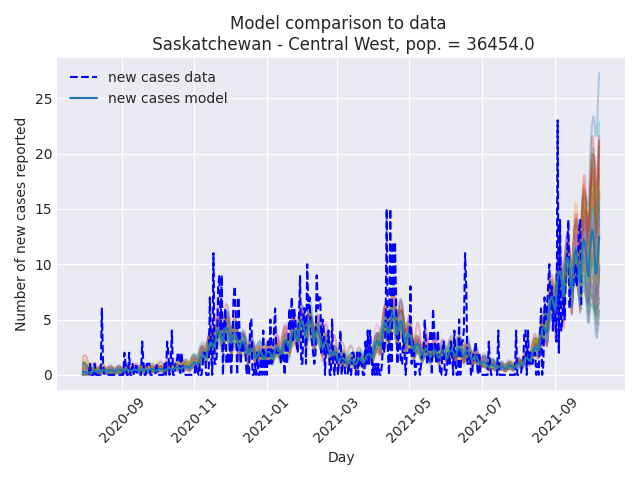 Model comparison to data
Saskatchewan - Central West, pop. = 36454.0
new cases data
new cases model
Number of new cases reported
25
20
15
10
5
0
2020-09
2020-11
2021-01
2021-03
2021-05
2021-07
2021-09
Day